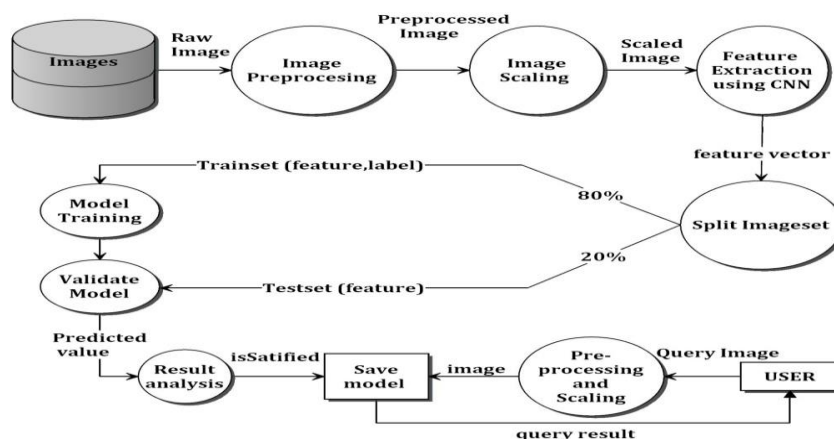 Images
Raw
Image
Image
Preprocesing
Preprocessed
Image
Image
Scaling
Scaled
Image
Feature
Extraction
using CNN
feature vector
Trainset (feature,label)
80%
Model
Training
Split Imageset
20%
Validate
Model
Testset (feature)
Predicted
value
Result
analysis
isSatified
Save
model
image
Pre-
processing
and
Scaling
Query Image
USER
query result